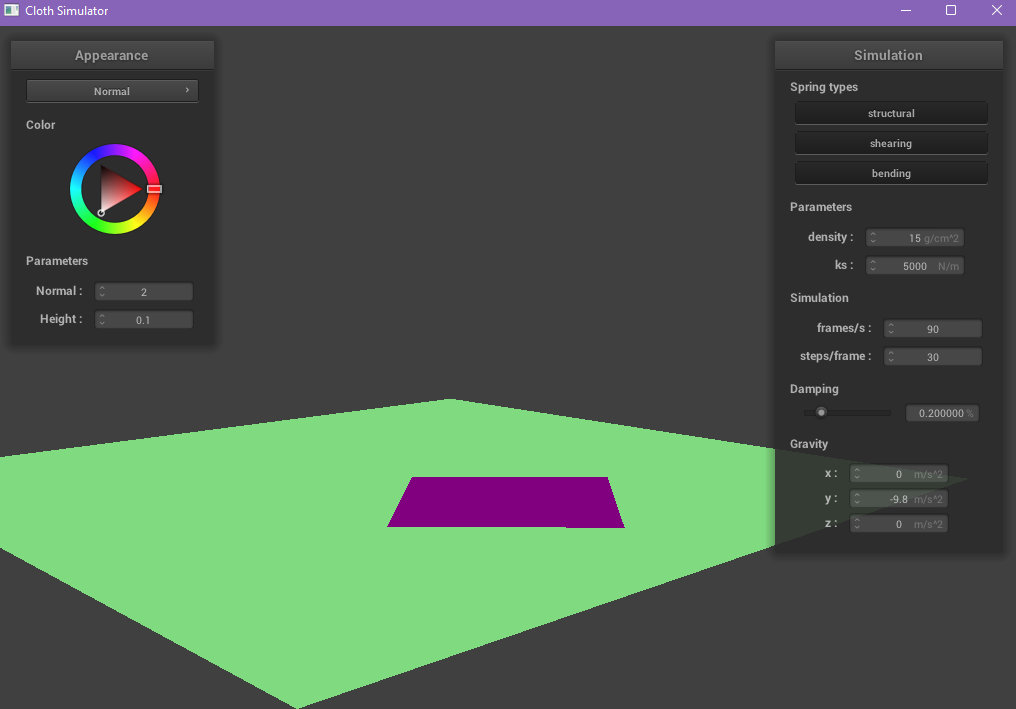 Cloth Simulator
Appearance
Normal
Color
Parameters
Normal : 2
Height : 0.1
Simulation
Spring types
structural
shearing
bending
Parameters
density : 15 g/cm^2
ks : 5000 N/m
Simulation
frames/s : 90
steps/frame : 30
Damping
0.200000 %
Gravity
x : 0 m/s^2
y : -9.8 m/s^2
z : 0 m/s^2